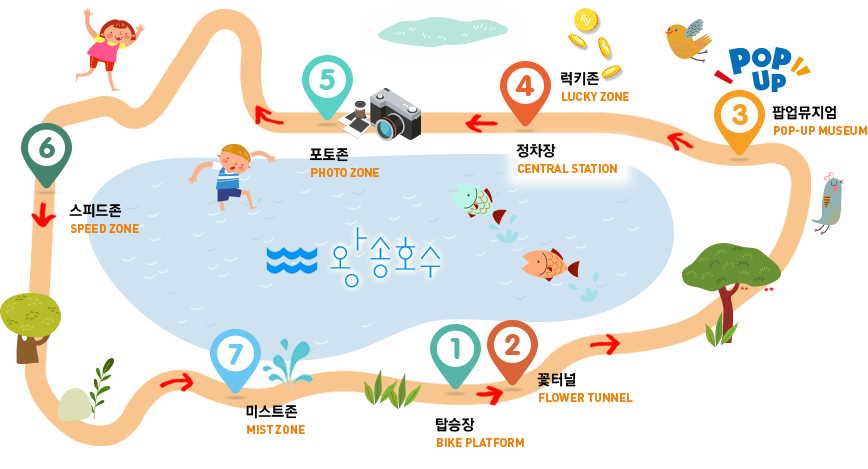 5
포토존
PHOTO ZONE
4
럭키존
LUCKY ZONE
정차장
CENTRAL STATION
POP UP
3
팝업뮤지엄
POP-UP MUSEUM
6
스피드존
SPEED ZONE
왕송호수
7
미스트존
MIST ZONE
1
탑승장
BIKE PLATFORM
2
꽃터널
FLOWER TUNNEL